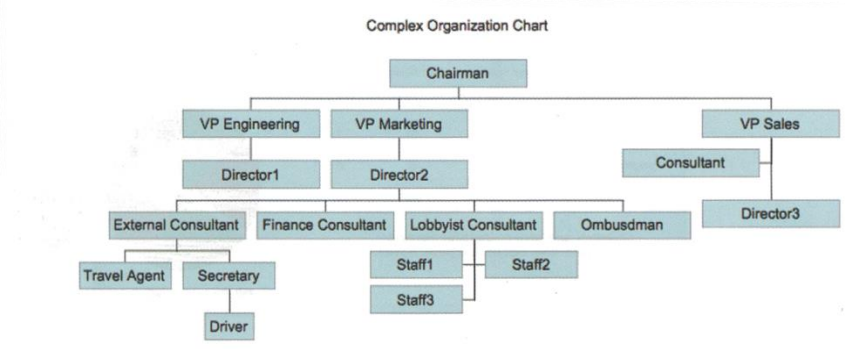 Complex Organization Chart
Chairman
VP Engineering
VP Marketing
VP Sales
Consultant
Director1
Director2
Director3
External Consultant
Finance Consultant
Lobbyist Consultant
Ombusdman
Travel Agent
Secretary
Staff1
Staff2
Staff3
Driver